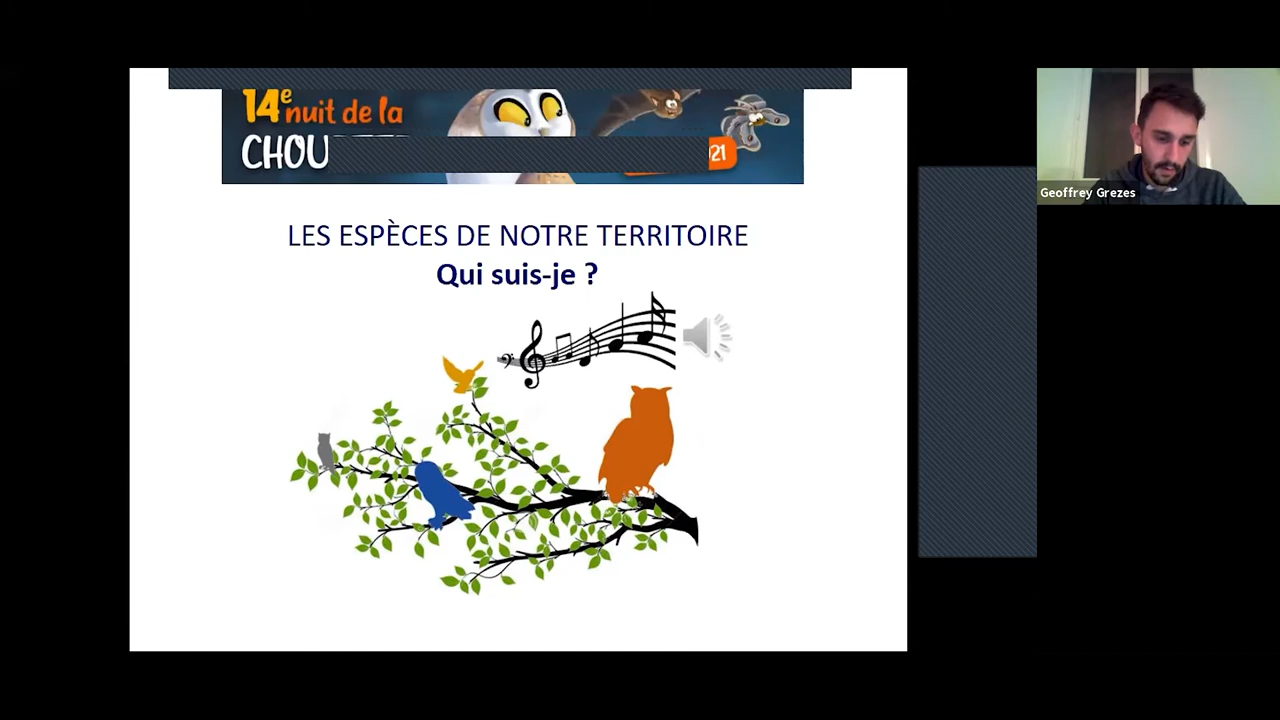 14e nuit de la
CHOU
21
LES ESPÈCES DE NOTRE TERRITOIRE
Qui suis-je ?
Geoffrey Grezes